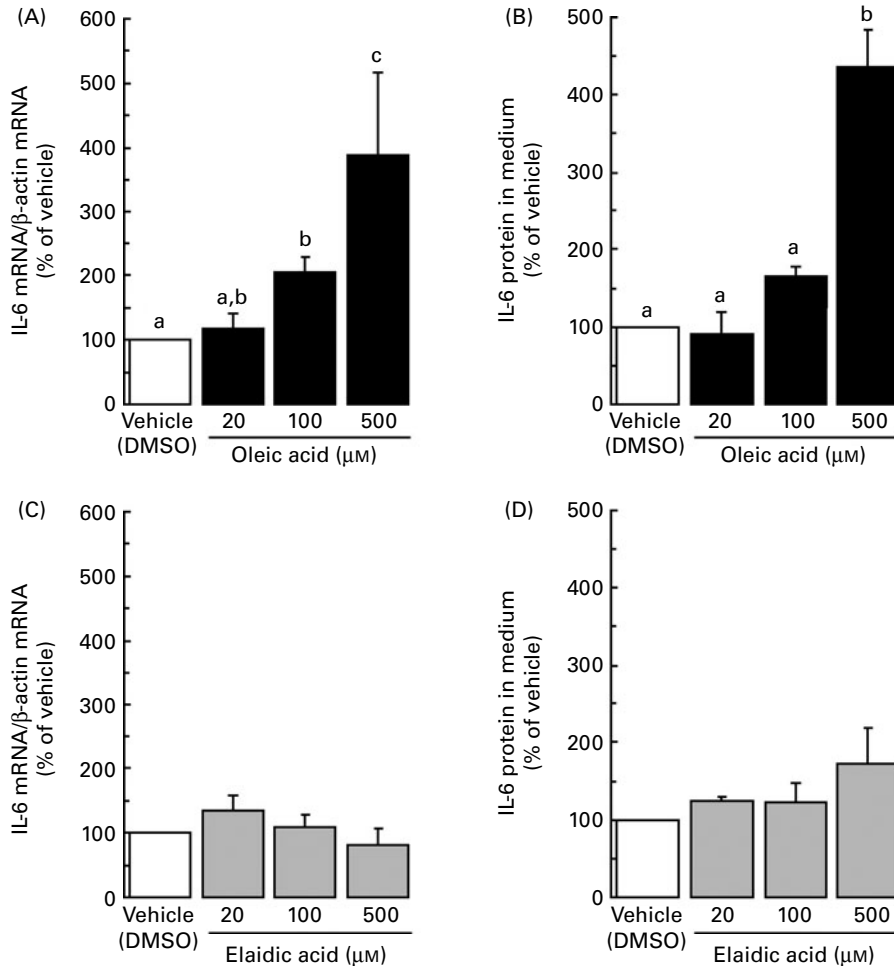 (A)
600
500
400
300
200
100
0
IL-6 mRNA/β-actin mRNA
(% of vehicle)
a
a,b
b
c
Vehicle
(DMSO)
20 100 500
Oleic acid (μM)
(B)
500
400
300
200
100
0
IL-6 protein in medium
(% of vehicle)
a
a
a
b
Vehicle
(DMSO)
20 100 500
Oleic acid (μM)
(C)
600
500
400
300
200
100
0
IL-6 mRNA/β-actin mRNA
(% of vehicle)
Vehicle
(DMSO)
20 100 500
Elaidic acid (μM)
(D)
500
400
300
200
100
0
IL-6 protein in medium
(% of vehicle)
Vehicle
(DMSO)
20 100 500
Elaidic acid (μM)